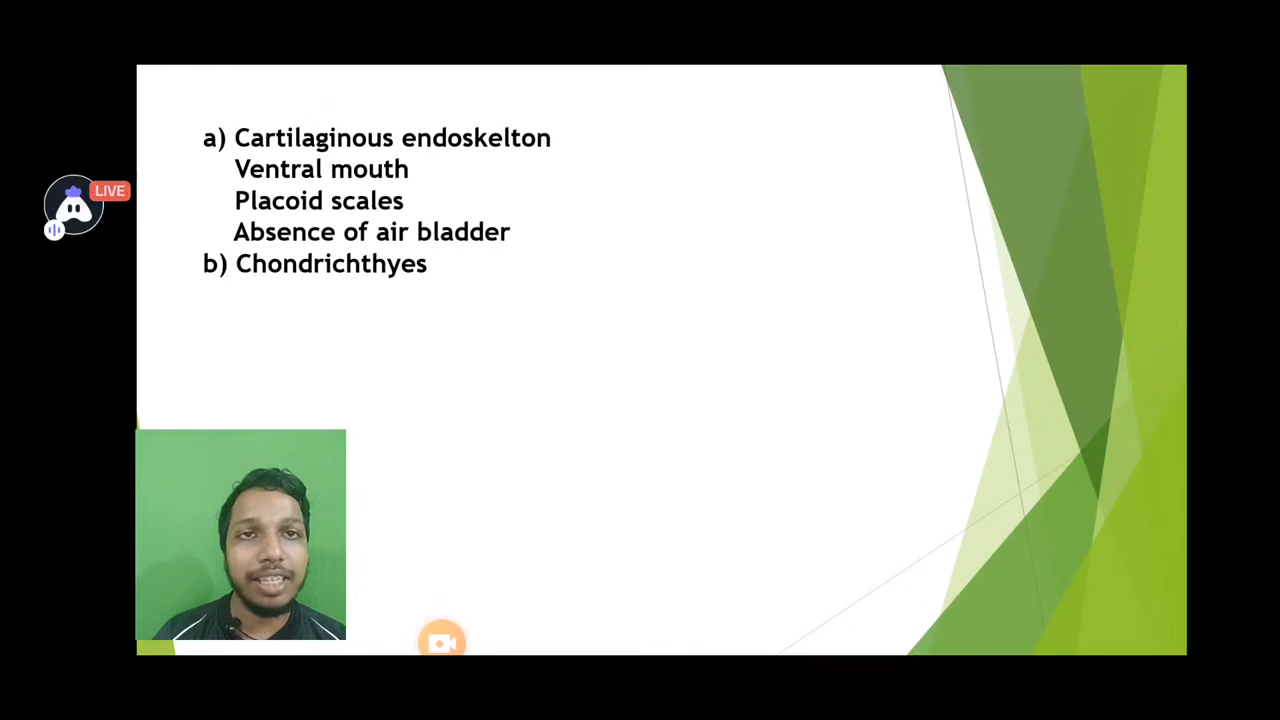 a) Cartilaginous endoskelton
Ventral mouth
Placoid scales
Absence of air bladder
b) Chondrichthyes
LIVE